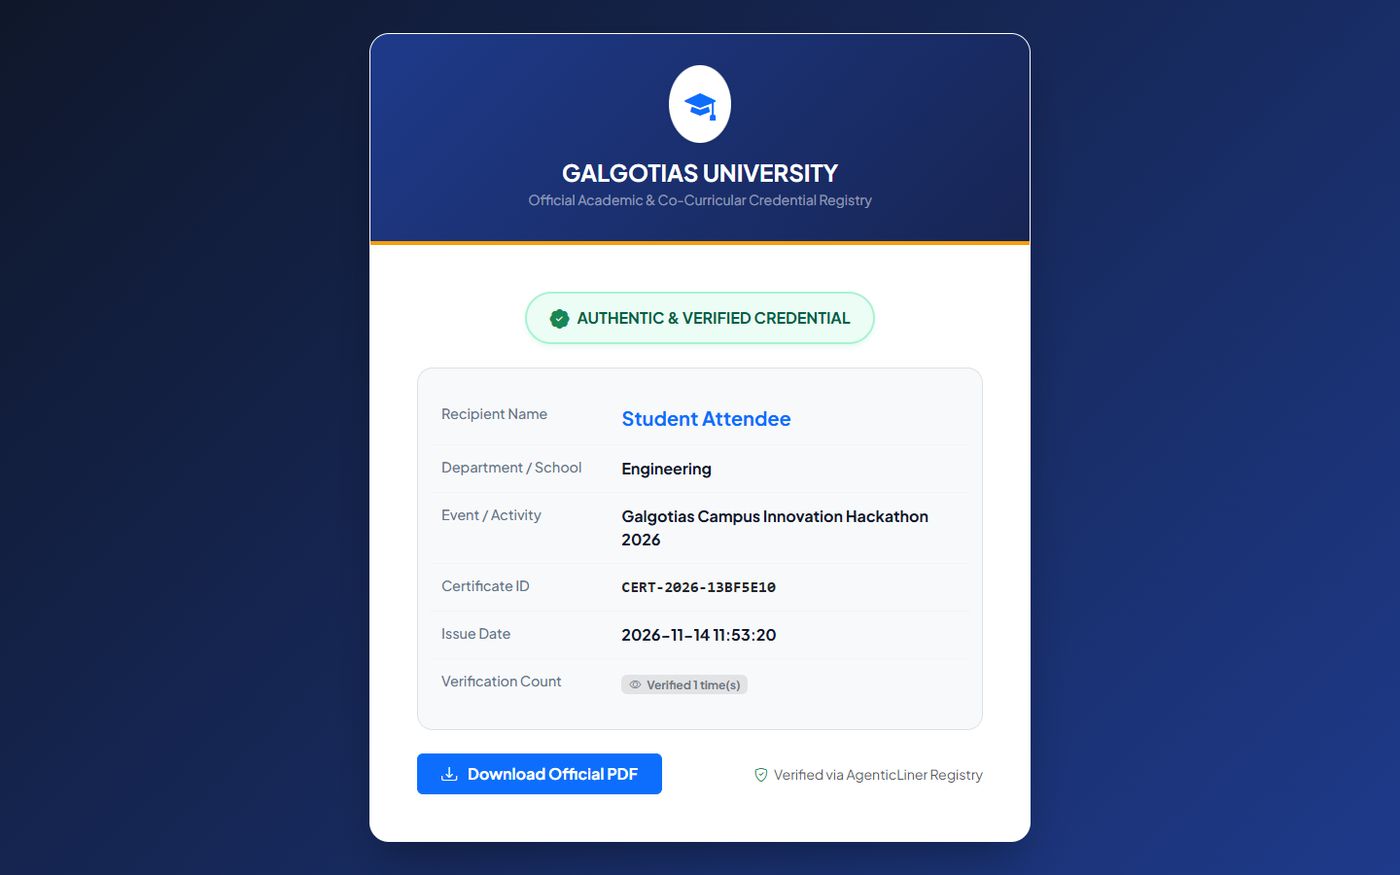 GALGOTIAS UNIVERSITY
Official Academic & Co-Curricular Credential Registry
AUTHENTIC & VERIFIED CREDENTIAL
Recipient Name
Student Attendee
Department / School
Engineering
Event / Activity
Galgotias Campus Innovation Hackathon
2026
Certificate ID
CERT-2026-13BF5E10
Issue Date
2026-11-14 11:53:20
Verification Count
Verified 1 time(s)
Download Official PDF
Verified via AgenticLiner Registry